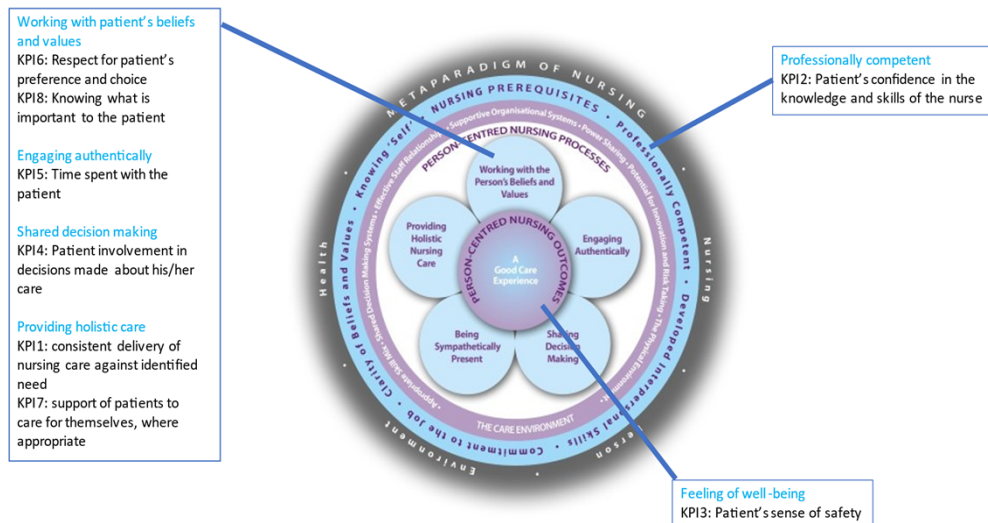 Working with patient's beliefs
and values
KPI6: Respect for patient's
preference and choice
KPI8: Knowing what is
important to the patient
Engaging authentically
KPI5: Time spent with the
patient
Shared decision making
KPI4: Patient involvement in
decisions made about his/her
care
Providing holistic care
KPI1: consistent delivery of
nursing care against identified
need
KPI7: support of patients to
care for themselves, where
appropriate
Professionally competent
KPI2: Patient's confidence in the
knowledge and skills of the nurse
METAPARADIGM OF NURSING
Nursing
Person
Environment
Health
NURSING PREREQUISITES • Professionally Competent • Developed Interpersonal Skills • Commitment to the Job • Clarity of Beliefs and Values • Knowing 'Self' •
Supportive Organisational Systems • Power Sharing • Potential for Innovation and Risk Taking • The Physical Environment •
THE CARE ENVIRONMENT
• Appropriate Skill Mix • Shared Decision Making Systems • Effective Staff Relationships •
PERSON-CENTRED NURSING PROCESSES
Working with the
Person's Beliefs and
Values
Engaging
Authentically
Sharing
Decision
Making
Being
Sympathetically
Present
Providing
Holistic
Nursing
Care
PERSON-CENTRED NURSING OUTCOMES
A
Good Care
Experience
Feeling of well-being
KPI3: Patient's sense of safety